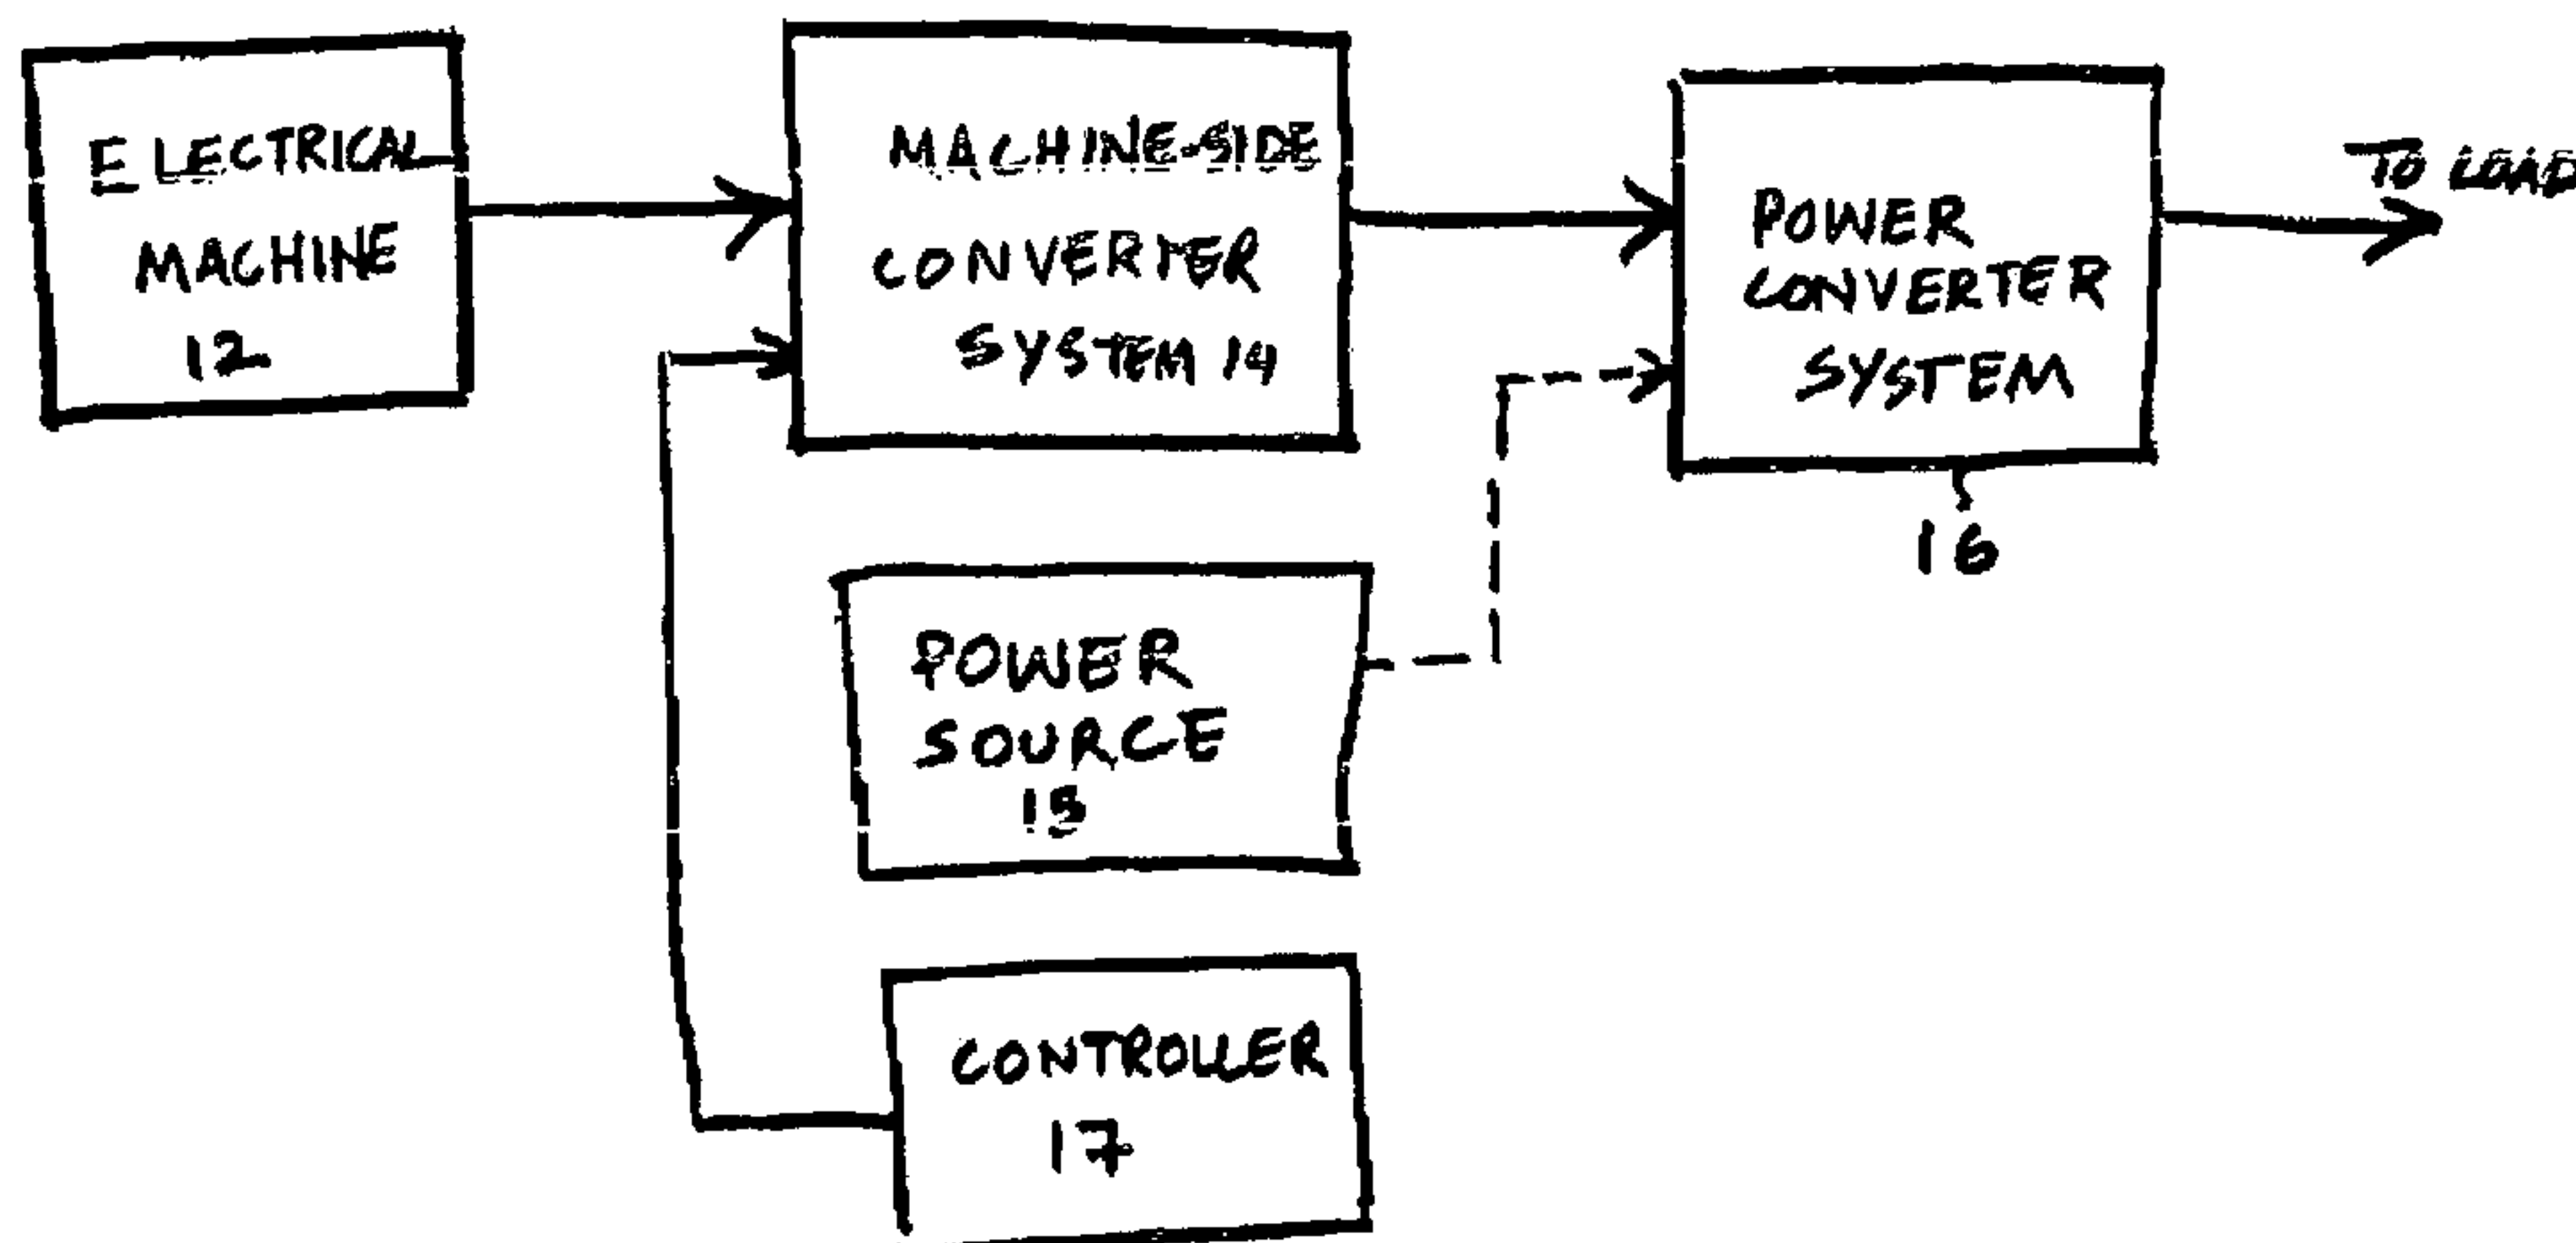 ELECTRICAL
MACHINE
12
MACHINE-SIDE
CONVERTER
SYSTEM 14
POWER
CONVERTER
SYSTEM
16
TO LOAD
POWER
SOURCE
15
CONTROLLER
17